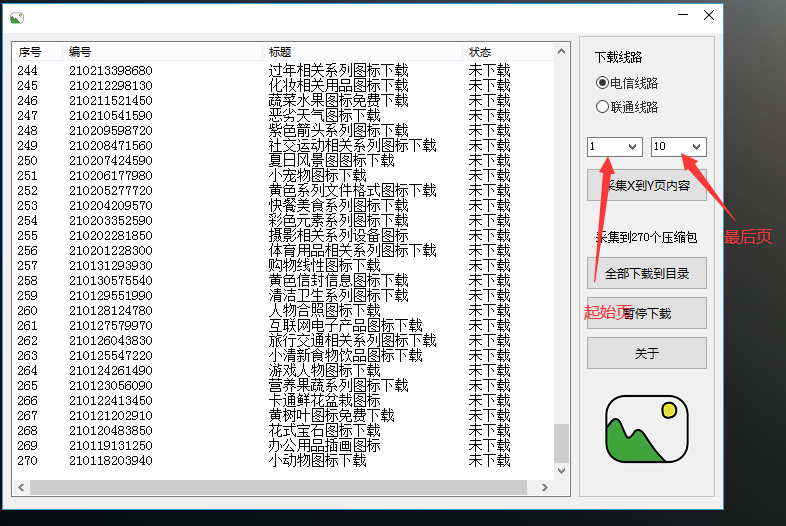 序号 编号 标题 状态
244 210213398680 过年相关系列图标下载 未下载
245 210212298130 化妆相关用品图标下载 未下载
246 210211521450 蔬菜水果图标免费下载 未下载
247 210210541590 恶劣天气图标下载 未下载
248 210209598720 紫色箭头系列图标下载 未下载
249 210208471560 社交运动相关系列图标下载 未下载
250 210207424590 夏日风景图图标下载 未下载
251 210206177980 小宠物图标下载 未下载
252 210205277720 黄色系列文件格式图标下载 未下载
253 210204209570 快餐美食系列图标下载 未下载
254 210203352590 彩色元素系列图标下载 未下载
255 210202281850 摄影相关系列设备图标 未下载
256 210201228300 体育用品相关系列图标下载 未下载
257 210131293930 购物线性图标下载 未下载
258 210130575540 黄色信封信息图标下载 未下载
259 210129551990 清洁卫生系列图标下载 未下载
260 210128124780 人物合照图标下载 未下载
261 210127579970 互联网电子产品图标下载 未下载
262 210126043830 旅行交通相关系列图标下载 未下载
263 210125547220 小清新食物饮品图标下载 未下载
264 210124261490 游戏人物图标下载 未下载
265 210123056090 营养果蔬系列图标下载 未下载
266 210122413450 卡通鲜花盆栽图标 未下载
267 210121202910 黄树叶图标免费下载 未下载
268 210120483850 花式宝石图标下载 未下载
269 210119131250 办公用品插画图标 未下载
270 210118203940 小动物图标下载 未下载
下载线路
电信线路
联通线路
1 10
采集X到Y页内容
最后页
采集到270个压缩包
全部下载到目录
起始页
暂停下载
关于